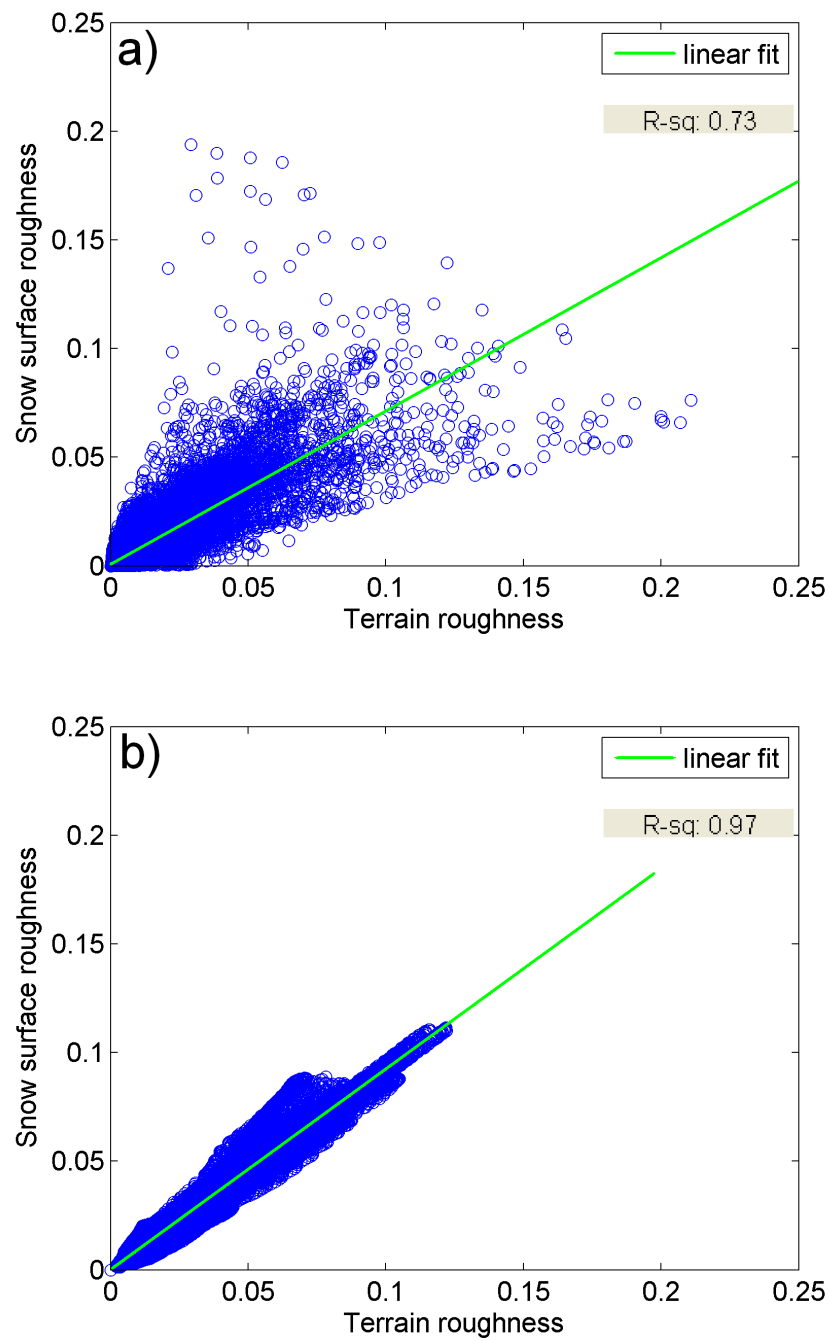 a)
linear fit
R-sq: 0.73
0.25
0.2
0.15
0.1
0.05
0
Snow surface roughness
0 0.05 0.1 0.15 0.2 0.25
Terrain roughness
b)
linear fit
R-sq: 0.97
0.25
0.2
0.15
0.1
0.05
0
Snow surface roughness
0 0.05 0.1 0.15 0.2 0.25
Terrain roughness